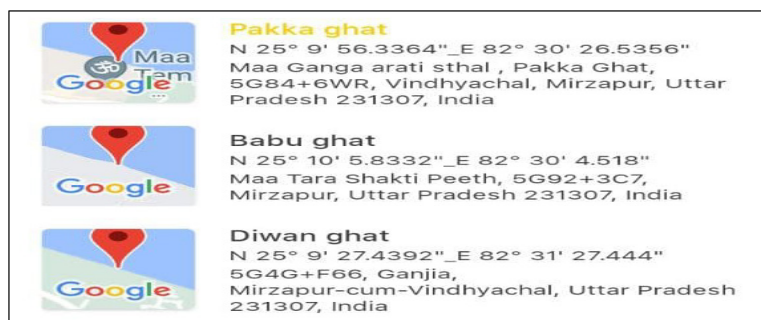 Pakka ghat
N 25° 9' 56.3364"_E 82° 30' 26.5356"
Maa Ganga arati sthal , Pakka Ghat,
5G84+6WR, Vindhyachal, Mirzapur, Uttar
Pradesh 231307, India
Maa
Tem
...
Google
Babu ghat
N 25° 10' 5.8332"_E 82° 30' 4.518"
Maa Tara Shakti Peeth, 5G92+3C7,
Mirzapur, Uttar Pradesh 231307, India
Google
Diwan ghat
N 25° 9' 27.4392"_E 82° 31' 27.444"
5G4G+F66, Ganjia,
Mirzapur-cum-Vindhyachal, Uttar Pradesh
231307, India
Google